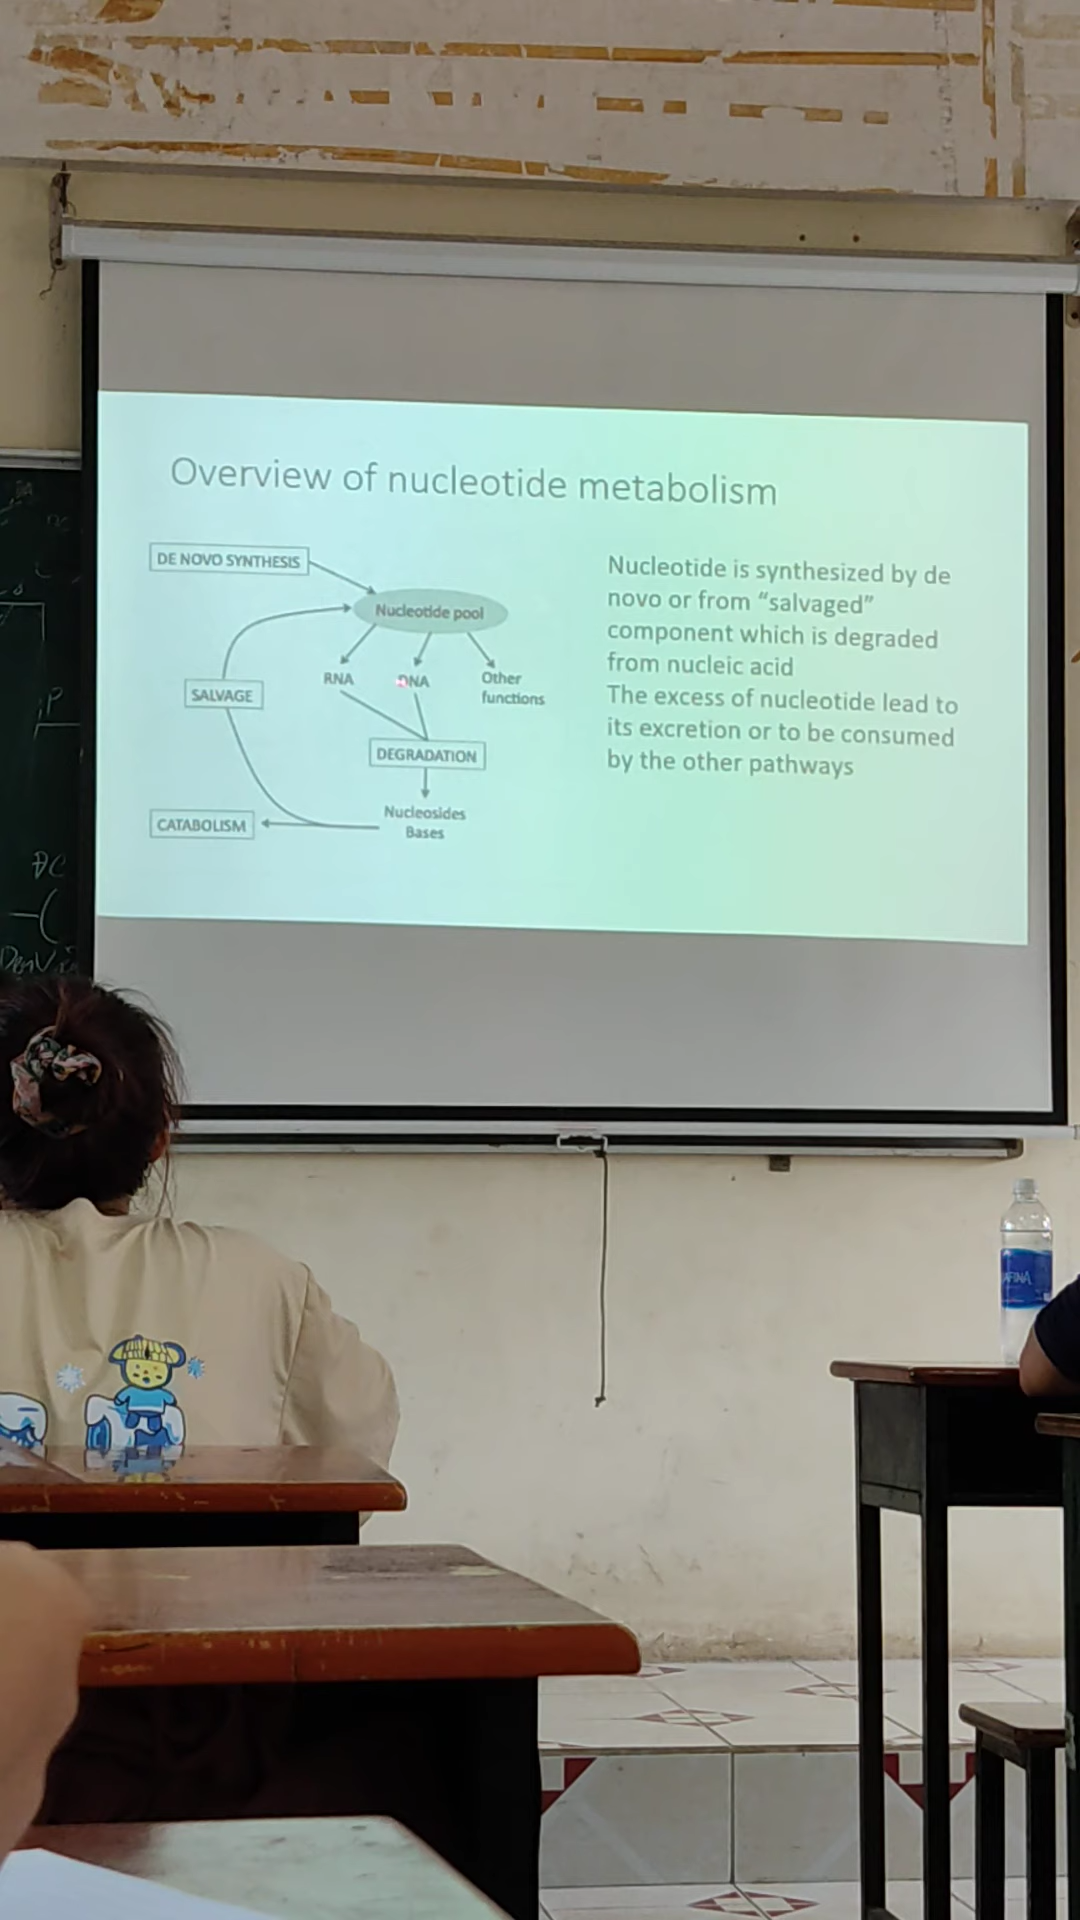 Overview of nucleotide metabolism
DE NOVO SYNTHESIS
Nucleotide pool
RNA
DNA
Other
functions
SALVAGE
DEGRADATION
Nucleosides
Bases
CATABOLISM
Nucleotide is synthesized by de
novo or from “salvaged”
component which is degraded
from nucleic acid
The excess of nucleotide lead to
its excretion or to be consumed
by the other pathways
ĐC
AFINA